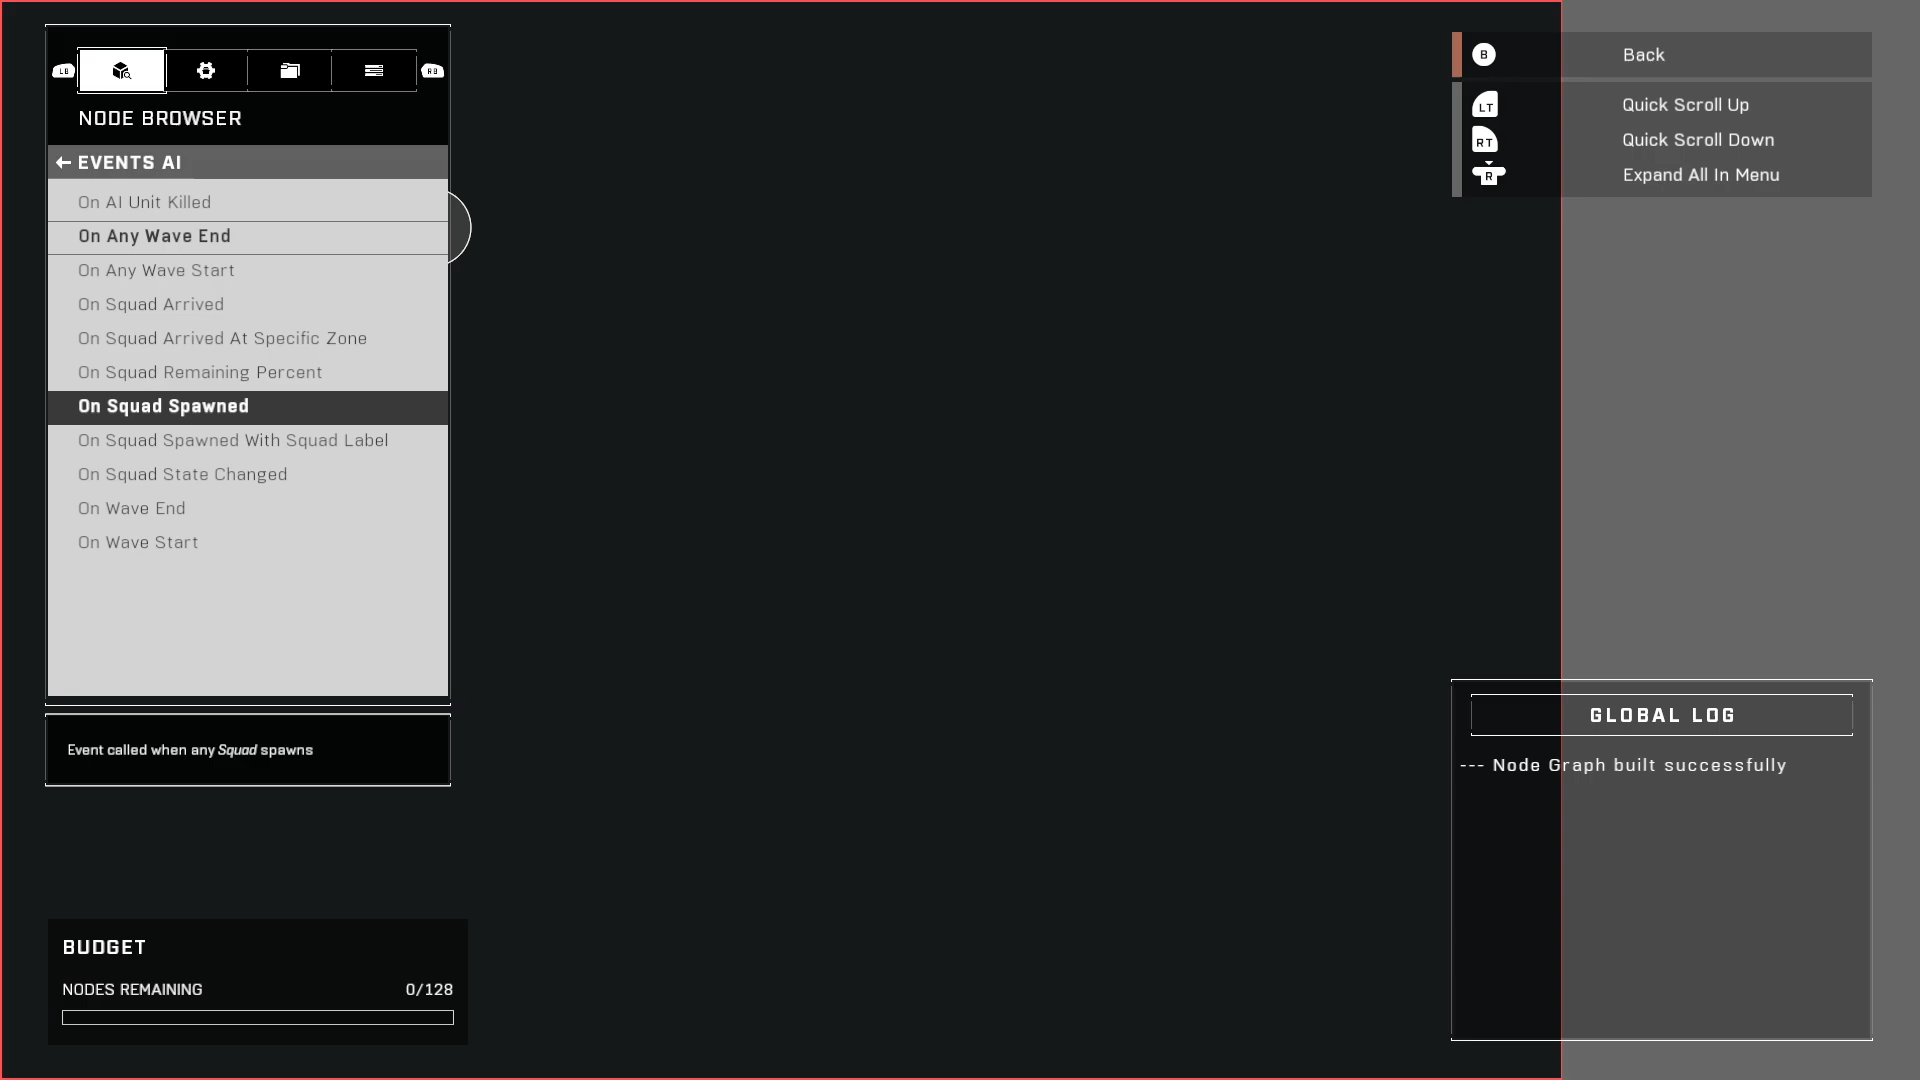 LB
RB
NODE BROWSER
EVENTS AI
On AI Unit Killed
On Any Wave End
On Any Wave Start
On Squad Arrived
On Squad Arrived At Specific Zone
On Squad Remaining Percent
On Squad Spawned
On Squad Spawned With Squad Label
On Squad State Changed
On Wave End
On Wave Start
Event called when any Squad spawns
BUDGET
NODES REMAINING 0/128
B Back
LT Quick Scroll Up
RT Quick Scroll Down
R Expand All In Menu
GLOBAL LOG
--- Node Graph built successfully